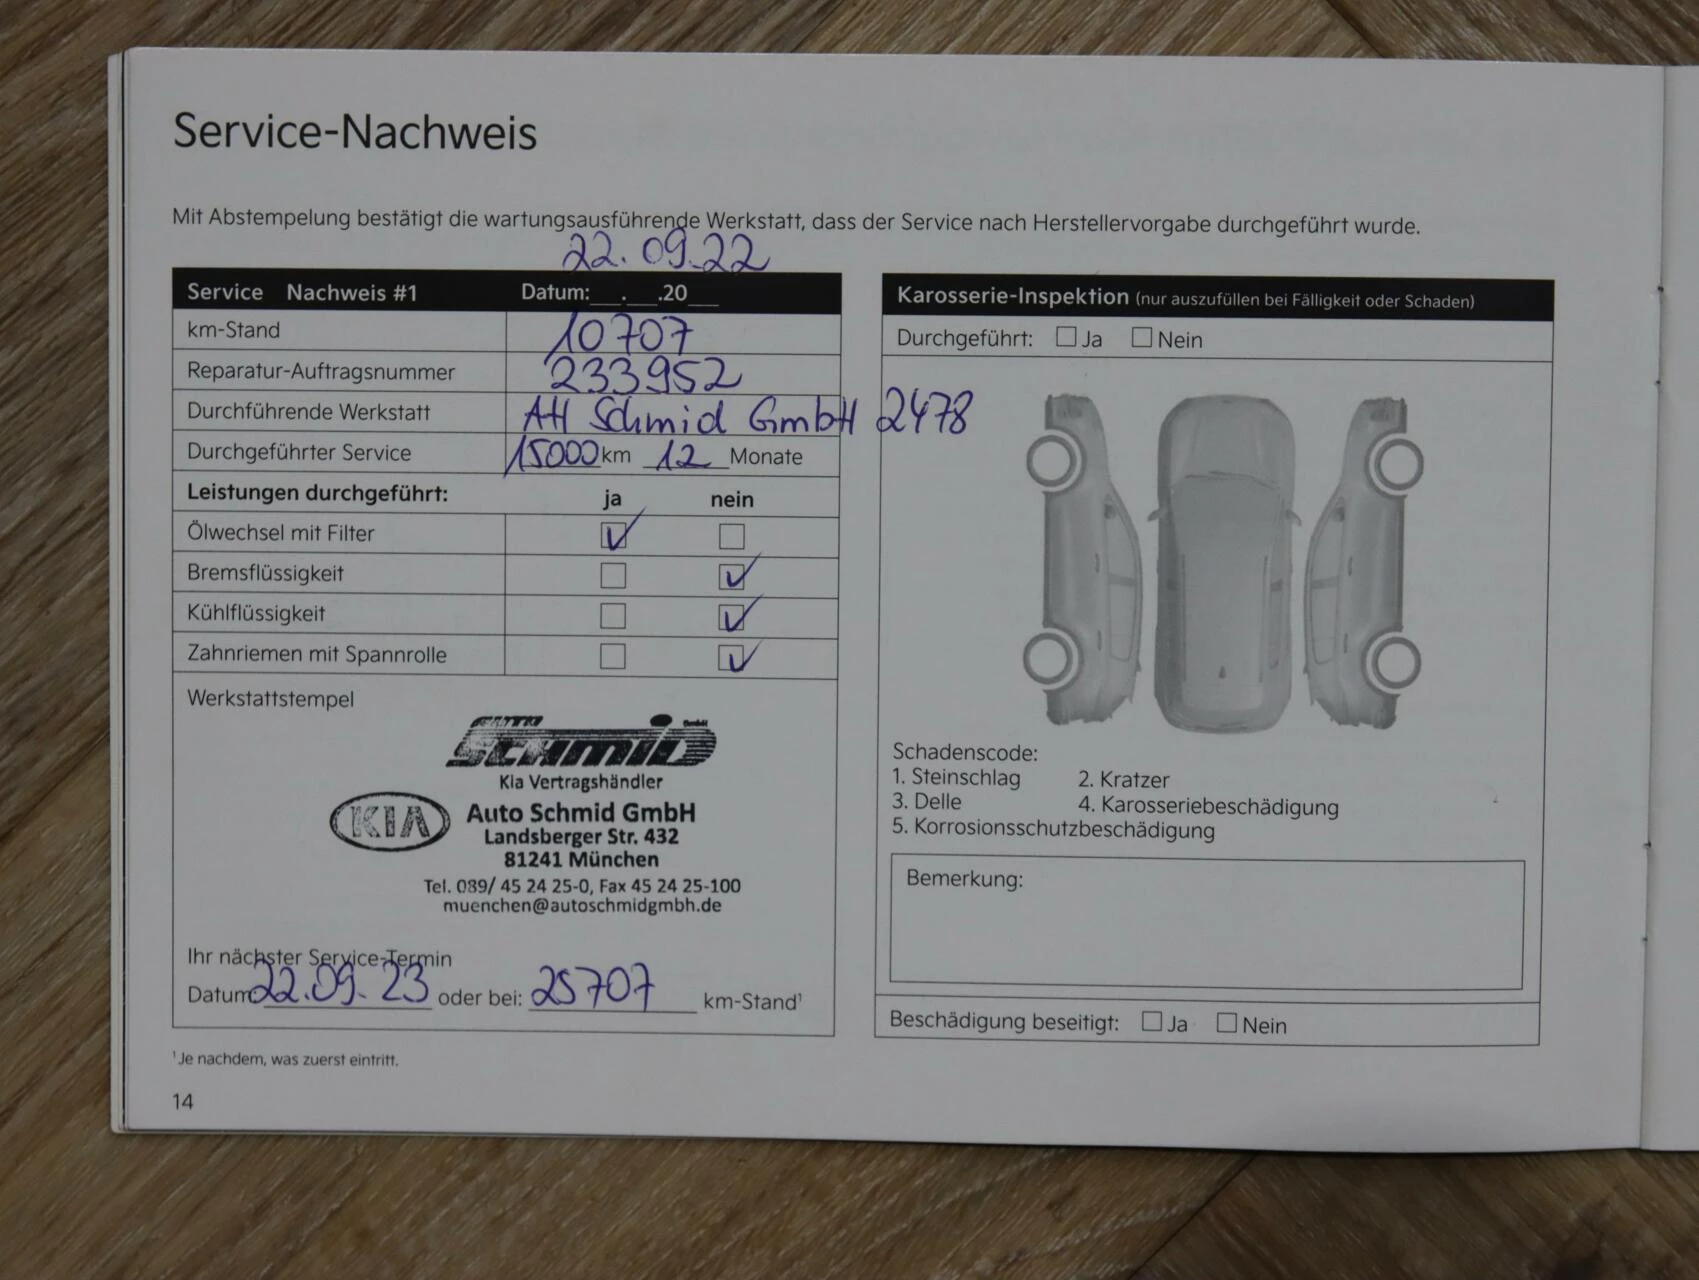 Service-Nachweis
Mit Abstempelung bestätigt die wartungsausführende Werkstatt, dass der Service nach Herstellervorgabe durchgeführt wurde.
22.09.22
Service Nachweis #1 Datum:___.___.20___
km-Stand 10707
Reparatur-Auftragsnummer 233952
Durchführende Werkstatt AH Schmid GmbH 2478
Durchgeführter Service 15000 km 12 Monate
Leistungen durchgeführt: ja nein
Ölwechsel mit Filter
Bremsflüssigkeit
Kühlflüssigkeit
Zahnriemen mit Spannrolle
Werkstattstempel
AUTO SCHMID GmbH
Kia Vertragshändler
KIA
Auto Schmid GmbH
Landsberger Str. 432
81241 München
Tel. 089/ 45 24 25-0, Fax 45 24 25-100
muenchen@autoschmidgmbh.de
Ihr nächster Service-Termin
Datum 22.09.23 oder bei: 25707 km-Stand¹
¹Je nachdem, was zuerst eintritt.
14
Karosserie-Inspektion (nur auszufüllen bei Fälligkeit oder Schaden)
Durchgeführt: Ja Nein
Schadenscode:
1. Steinschlag 2. Kratzer
3. Delle 4. Karosseriebeschädigung
5. Korrosionsschutzbeschädigung
Bemerkung:
Beschädigung beseitigt: Ja Nein